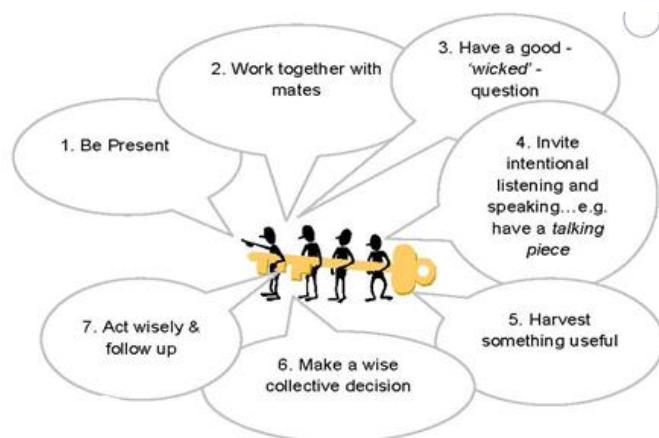 1. Be Present
2. Work together with
mates
3. Have a good -
‘wicked’ -
question
4. Invite
intentional
listening and
speaking...e.g.
have a talking
piece
5. Harvest
something useful
6. Make a wise
collective decision
7. Act wisely &
follow up